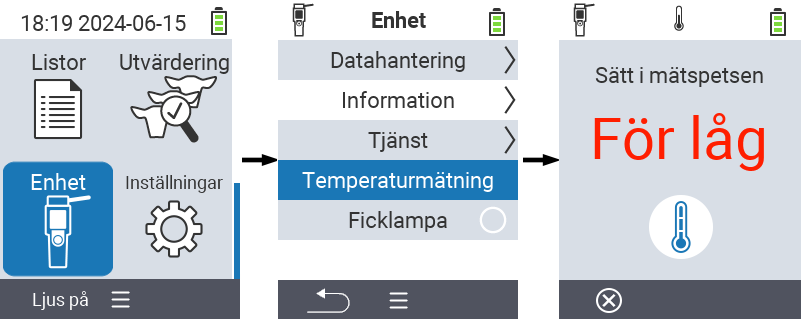 18:19 2024-06-15
Listor
Utvärdering
Enhet
Inställningar
Ljus på
Enhet
Datahantering
Information
Tjänst
Temperaturmätning
Ficklampa
Sätt i mätspetsen
För låg